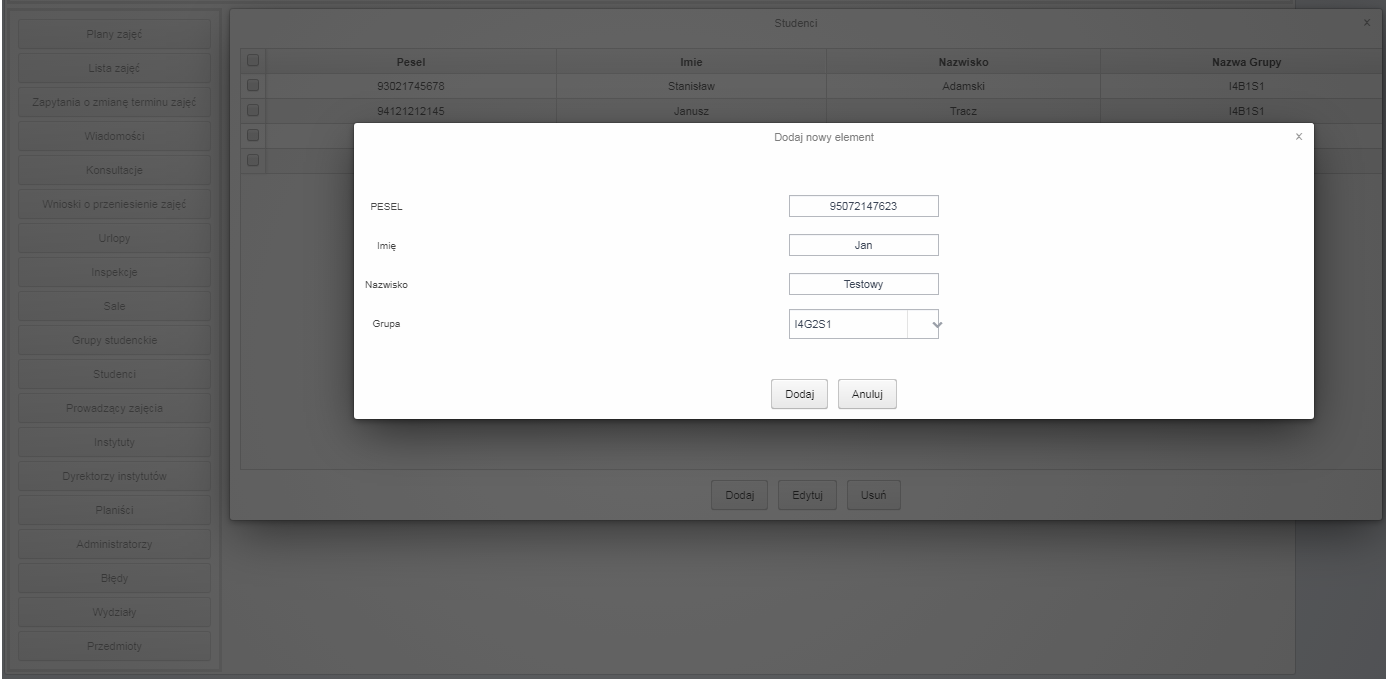 Plany zajęć
Lista zajęć
Zapytania o zmianę terminu zajęć
Wiadomości
Konsultacje
Wnioski o przeniesienie zajęć
Urlopy
Inspekcje
Sale
Grupy studenckie
Studenci
Prowadzący zajęcia
Instytuty
Dyrektorzy instytutów
Planiści
Administratorzy
Błędy
Wydziały
Przedmioty
Studenci x
Pesel Imie Nazwisko Nazwa Grupy
93021745678 Stanisław Adamski I4B1S1
94121212145 Janusz Tracz I4B1S1
Dodaj nowy element x
PESEL 95072147623
Imię Jan
Nazwisko Testowy
Grupa I4G2S1
Dodaj Anuluj
Dodaj Edytuj Usuń